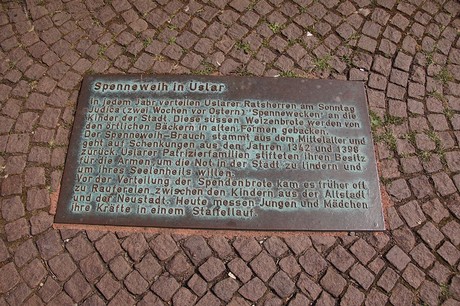 Spenneweih in Uslar
In jedem Jahr verteilen Uslarer Ratsherren am Sonntag
Judica (zwei Wochen vor Ostern) "Spennewecken" an die
Kinder der Stadt. Diese süssen Weizenbrote werden von
den örtlichen Bäckern in alten Formen gebacken.
Der Spenneweih-Brauch stammt aus dem Mittelalter und
geht auf Schenkungen aus den Jahren 1342 und 1396
zurück. Uslarer Patrizierfamilien stifteten ihren Besitz
für die Armen, um die Not in der Stadt zu lindern und
um ihres Seelenheils willen.
Vor der Verteilung der Spendenbrote kam es früher oft
zu Raufereien, zwischen den Kindern aus der Altstadt
und der Neustadt. Heute messen Jungen und Mädchen
ihre Kräfte in einem Staffellauf.